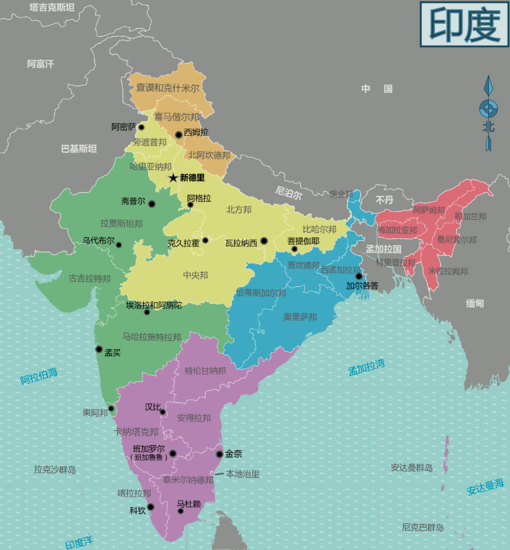 塔吉克斯坦
印度
阿富汗
中 国
查谟和克什米尔
喜马偕尔邦
阿密萨
西姆拉
北
旁遮普邦
巴基斯坦
北阿坎德邦
哈里亚纳邦
新德里
尼泊尔
斋普尔
阿格拉
不丹
阿萨姆邦
北方邦
那加兰邦
拉贾斯坦邦
比哈尔邦
梅加拉亚邦
乌代布尔
克久拉霍
瓦拉纳西
菩提伽耶
孟加拉国
曼尼普尔邦
贾坎德邦
西孟加拉邦
特里普拉邦
米佐拉姆邦
古吉拉特邦
中央邦
加尔各答
恰蒂斯加尔邦
埃洛拉和阿旃陀
缅甸
奥里萨邦
马哈拉施特拉邦
孟买
孟加拉湾
阿拉伯海
特伦甘纳邦
果阿邦
汉比
安得拉邦
卡纳塔克邦
班加罗尔
（班加鲁鲁）
金奈
拉克沙群岛
安达曼群岛
本地治里
泰米尔纳德邦
安达曼海
喀拉拉邦
马杜赖
科钦
尼克巴群岛
印度洋